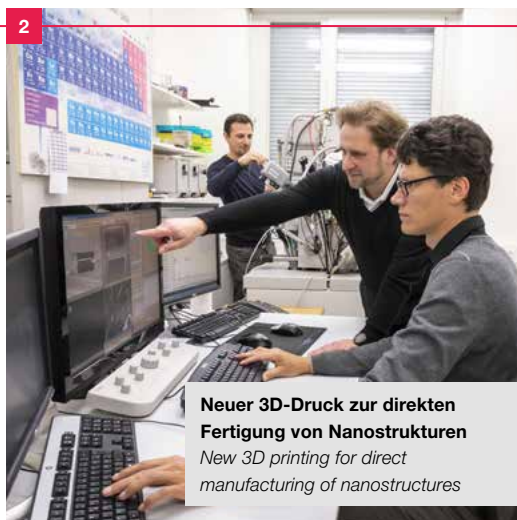 2
Neuer 3D-Druck zur direkten
Fertigung von Nanostrukturen
New 3D printing for direct
manufacturing of nanostructures